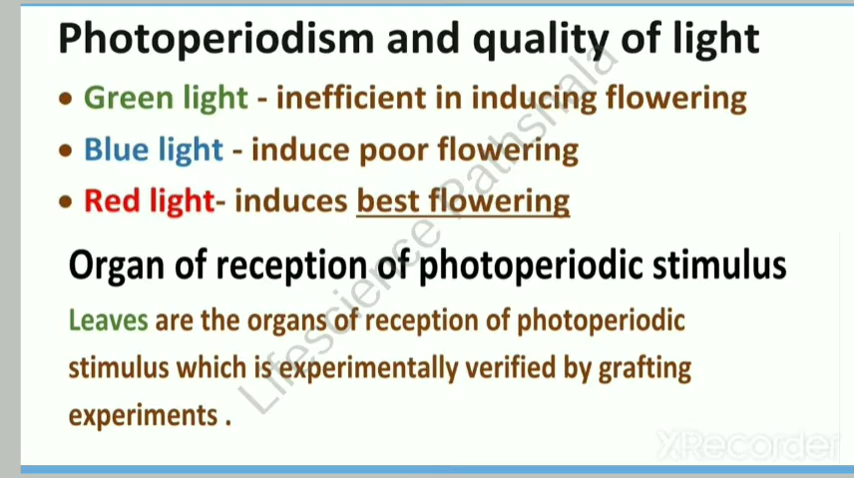 Photoperiodism and quality of light
• Green light - inefficient in inducing flowering
• Blue light - induce poor flowering
• Red light- induces best flowering
Organ of reception of photoperiodic stimulus
Leaves are the organs of reception of photoperiodic
stimulus which is experimentally verified by grafting
experiments .
Lifescience Pathshala
XRecorder